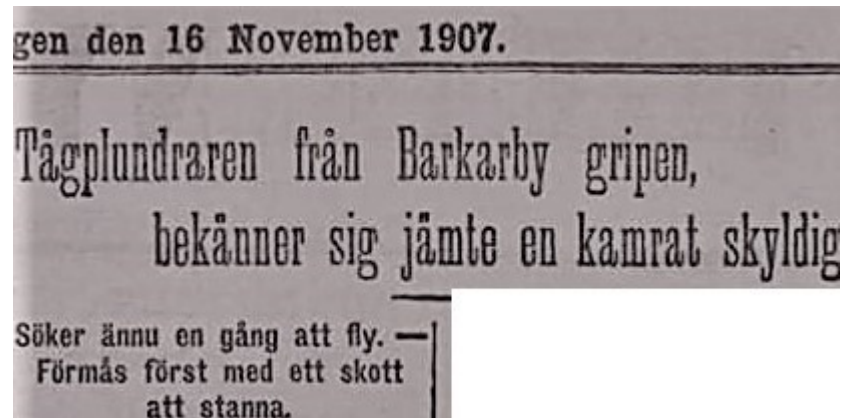 gen den 16 November 1907.
Tågplundraren från Barkarby gripen,
bekänner sig jämte en kamrat skyldig
Söker ännu en gång att fly. —
Förmås först med ett skott
att stanna.